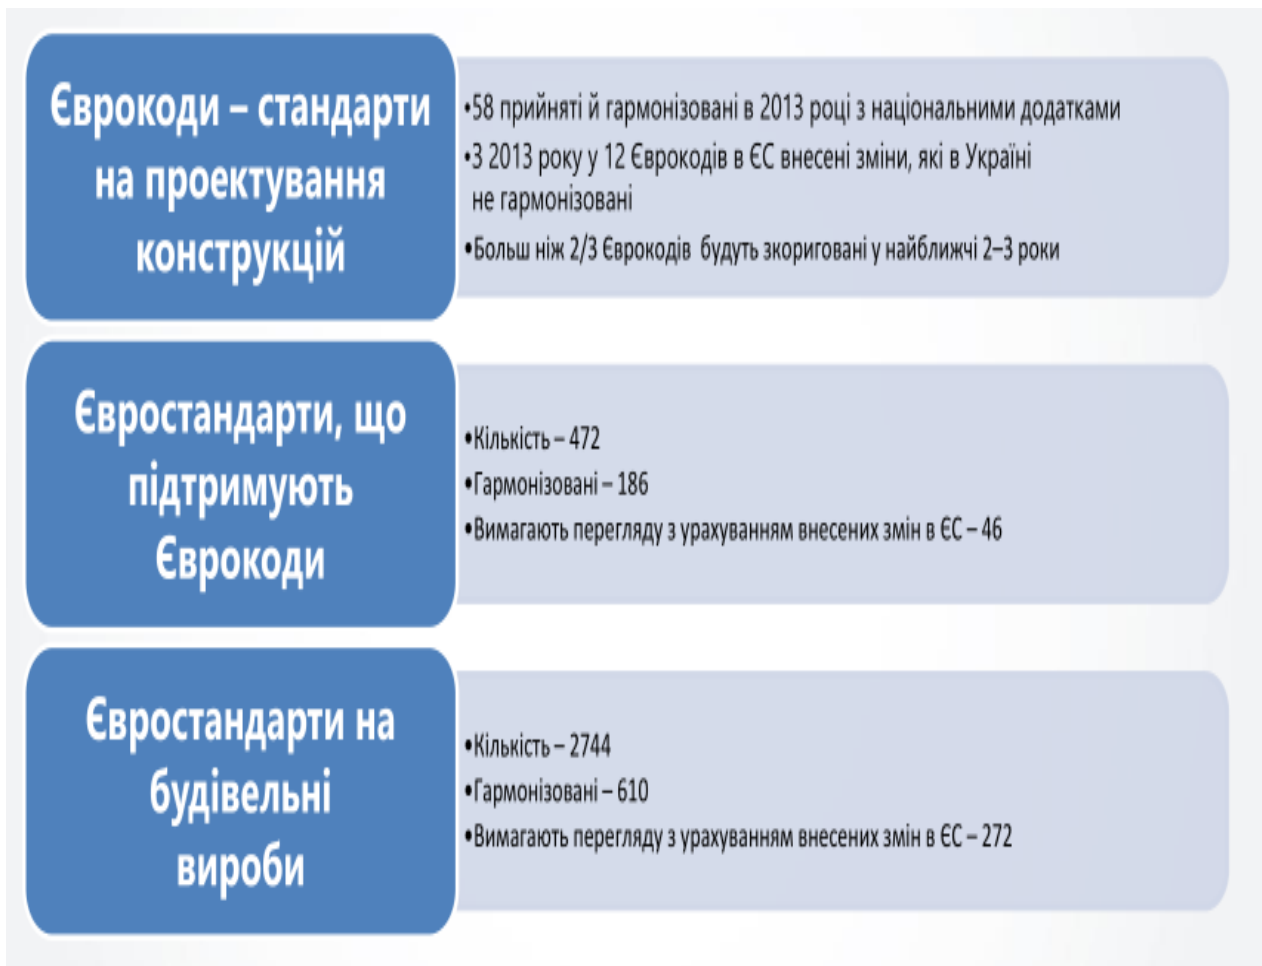 Єврокоди – стандарти
на проектування
конструкцій
•58 прийняті й гармонізовані в 2013 році з національними додатками
•З 2013 року у 12 Єврокодів в ЄС внесені зміни, які в Україні
не гармонізовані
•Больш ніж 2/3 Єврокодів будуть зкориговані у найближчі 2–3 роки
Євростандарти, що
підтримують
Єврокоди
•Кількість – 472
•Гармонізовані – 186
•Вимагають перегляду з урахуванням внесених змін в ЄС – 46
Євростандарти на
будівельні
вироби
•Кількість – 2744
•Гармонізовані – 610
•Вимагають перегляду з урахуванням внесених змін в ЄС – 272